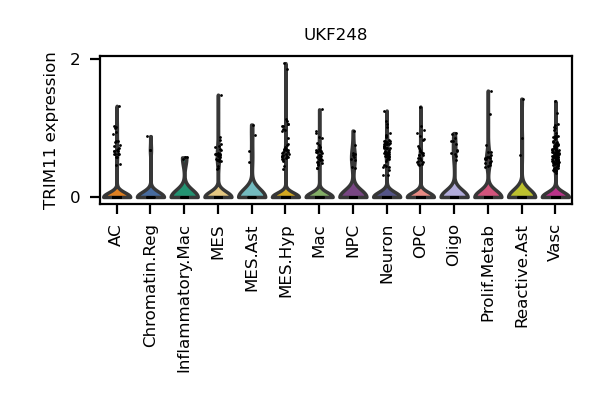 UKF248
TRIM11 expression
2
0
AC
Chromatin.Reg
Inflammatory.Mac
MES
MES.Ast
MES.Hyp
Mac
NPC
Neuron
OPC
Oligo
Prolif.Metab
Reactive.Ast
Vasc